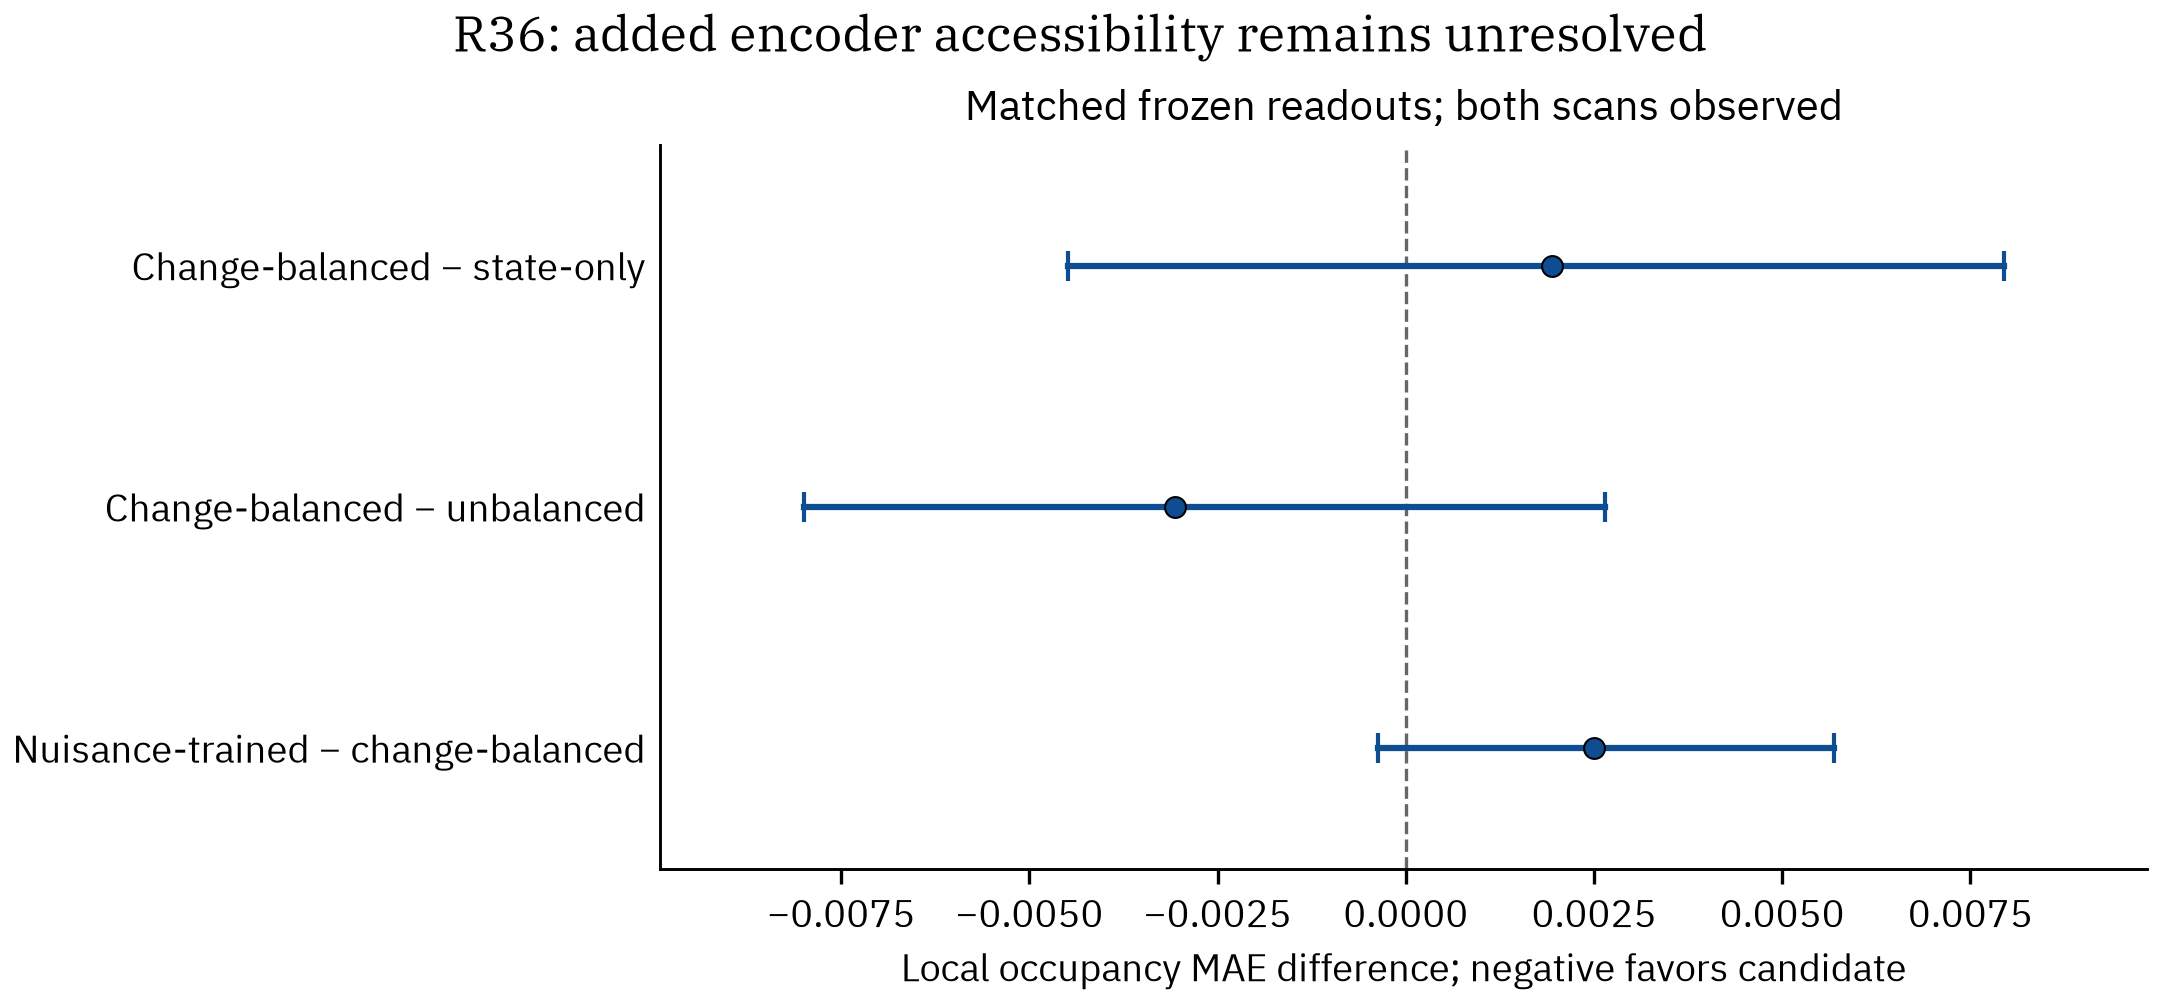 R36: added encoder accessibility remains unresolved
Matched frozen readouts; both scans observed
Change-balanced – state-only
Change-balanced – unbalanced
Nuisance-trained – change-balanced
−0.0075 −0.0050 −0.0025 0.0000 0.0025 0.0050 0.0075
Local occupancy MAE difference; negative favors candidate